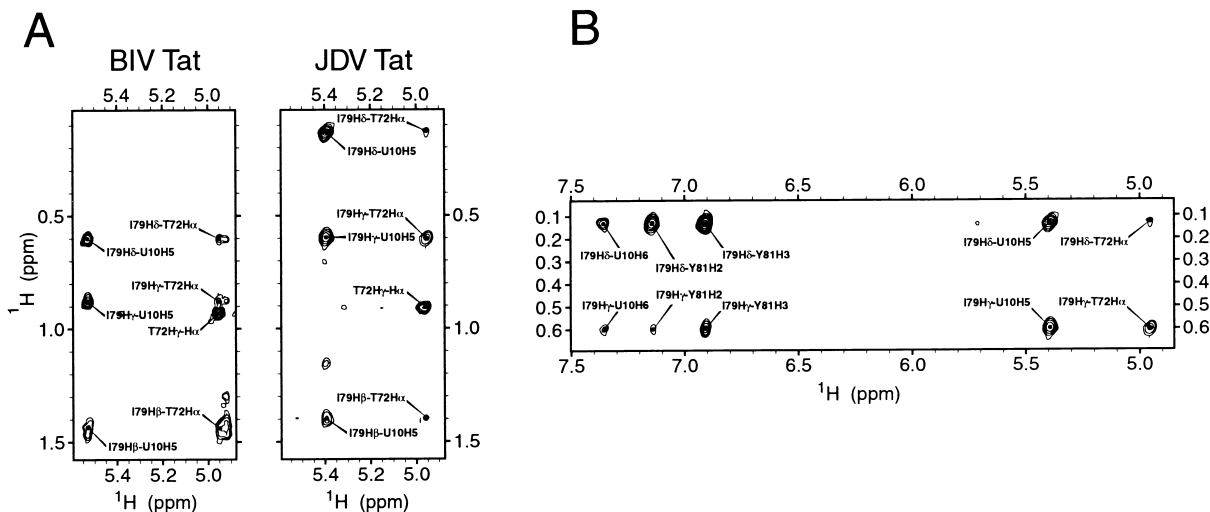 A
BIV Tat
5.4 5.2 5.0
0.5
1.0
1.5
¹H (ppm)
I79Hδ-T72Hα
I79Hδ-U10H5
I79Hγ-T72Hα
I79Hγ-U10H5
T72Hγ-Hα
I79Hβ-T72Hα
I79Hβ-U10H5
5.4 5.2 5.0
¹H (ppm)
JDV Tat
5.4 5.2 5.0
I79Hδ-T72Hα
I79Hδ-U10H5
I79Hγ-T72Hα
I79Hγ-U10H5
T72Hγ-Hα
I79Hβ-T72Hα
I79Hβ-U10H5
0.5
1.0
1.5
5.4 5.2 5.0
¹H (ppm)
B
7.5 7.0 6.5 6.0 5.5 5.0
0.1 0.1
0.2 0.2
0.3 0.3
0.4 0.4
0.5 0.5
0.6 0.6
I79Hδ-U10H6
I79Hδ-Y81H2
I79Hδ-Y81H3
I79Hδ-U10H5
I79Hδ-T72Hα
I79Hγ-U10H6
I79Hγ-Y81H2
I79Hγ-Y81H3
I79Hγ-U10H5
I79Hγ-T72Hα
7.5 7.0 6.5 6.0 5.5 5.0
¹H (ppm)